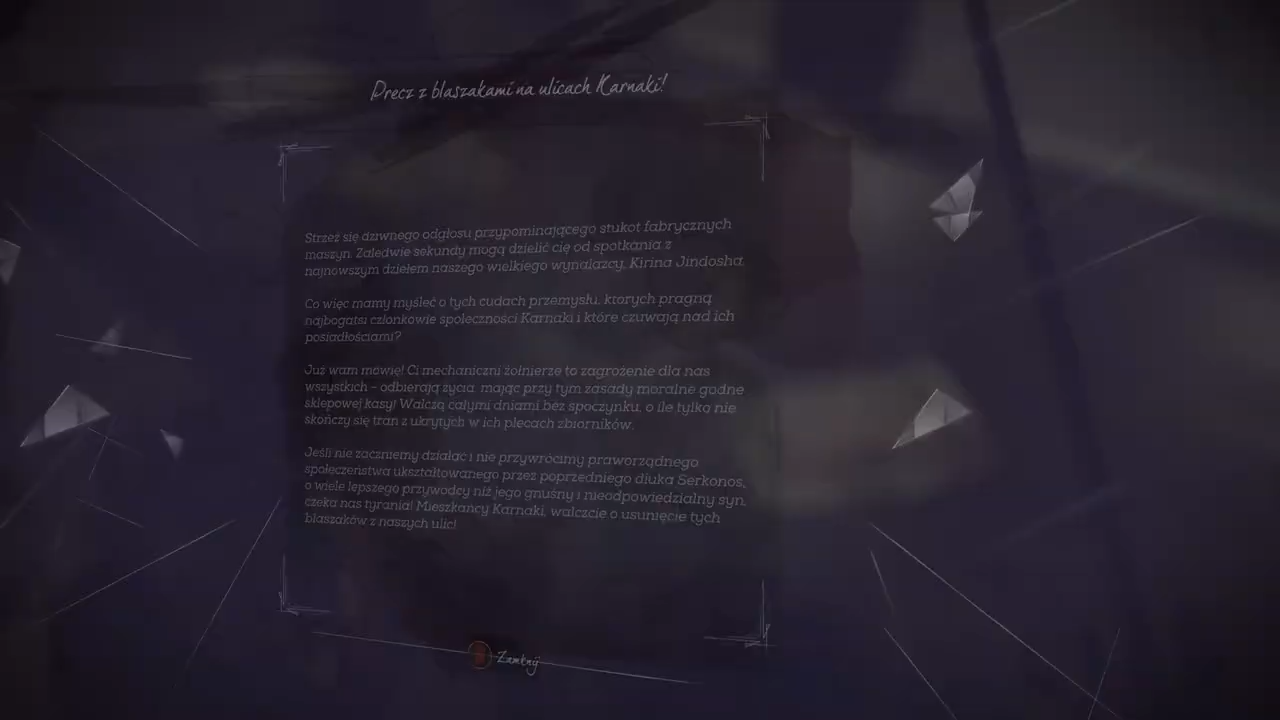 Precz z blaszakami na ulicach Karnaki!
Strzeż się dziwnego odgłosu przypominającego stukot fabrycznych
maszyn. Zaledwie sekundy mogą dzielić cię od spotkania z
najnowszym dziełem naszego wielkiego wynalazcy, Kirina Jindosha.
Co więc mamy myśleć o tych cudach przemysłu, których pragną
najbogatsi członkowie społeczności Karnaki i które czuwają nad ich
posiadłościami?
Już wam mówię! Ci mechaniczni żołnierze to zagrożenie dla nas
wszystkich – odbierają życia, mając przy tym zasady moralne godne
sklepowej kasy! Walczą całymi dniami bez spoczynku, o ile tylko nie
skończy się tran z ukrytych w ich plecach zbiorników.
Jeśli nie zaczniemy działać i nie przywrócimy praworządnego
społeczeństwa ukształtowanego przez poprzedniego diuka Serkonos,
o wiele lepszego przywódcy niż jego gnuśny i nieodpowiedzialny syn,
czeka nas tyrania! Mieszkańcy Karnaki, walczcie o usunięcie tych
blaszaków z naszych ulic!
Zamknij